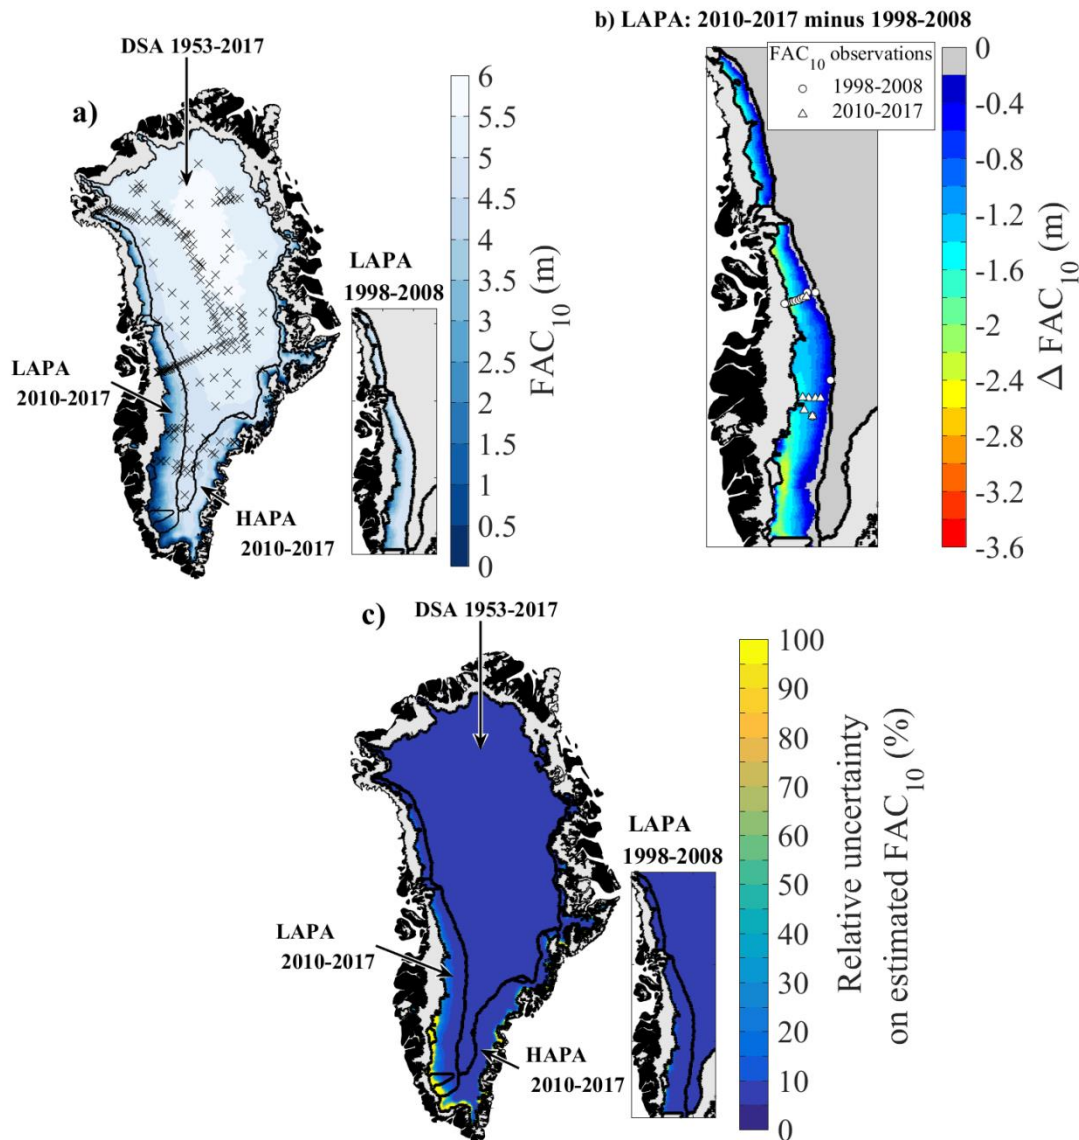 a)
DSA 1953-2017
LAPA
2010-2017
HAPA
2010-2017
LAPA
1998-2008
6
5.5
5
4.5
4
3.5
3
2.5
2
1.5
1
0.5
0
FAC10 (m)
b) LAPA: 2010-2017 minus 1998-2008
FAC10 observations
1998-2008
2010-2017
0
-0.4
-0.8
-1.2
-1.6
-2
-2.4
-2.8
-3.2
-3.6
Δ FAC10 (m)
c)
DSA 1953-2017
LAPA
2010-2017
HAPA
2010-2017
LAPA
1998-2008
100
90
80
70
60
50
40
30
20
10
0
Relative uncertainty
on estimated FAC10 (%)